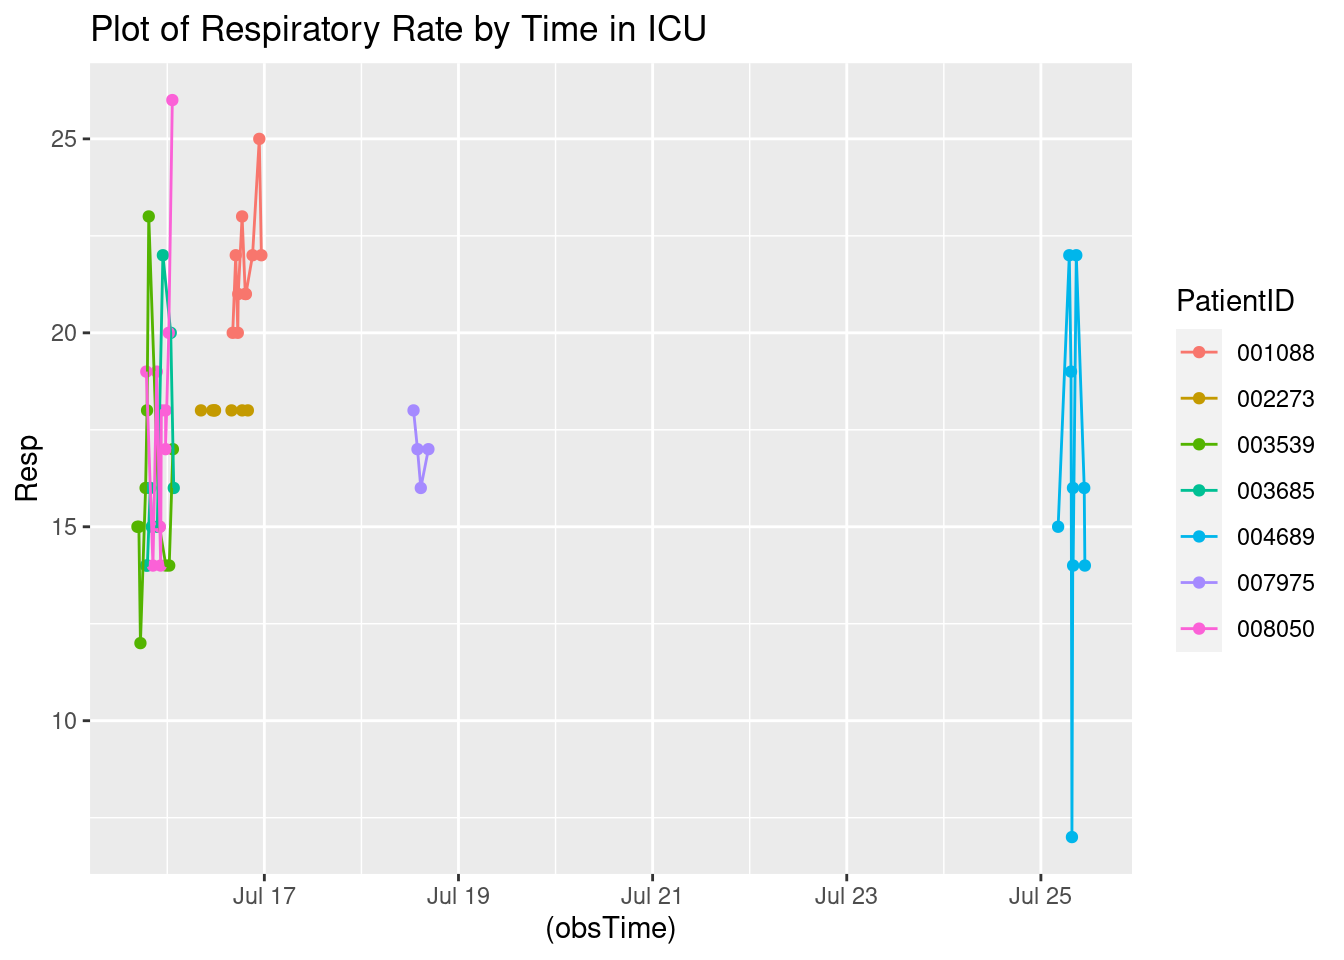 Plot of Respiratory Rate by Time in ICU
25
20
15
10
Resp
Jul 17
Jul 19
Jul 21
Jul 23
Jul 25
(obsTime)
PatientID
001088
002273
003539
003685
004689
007975
008050